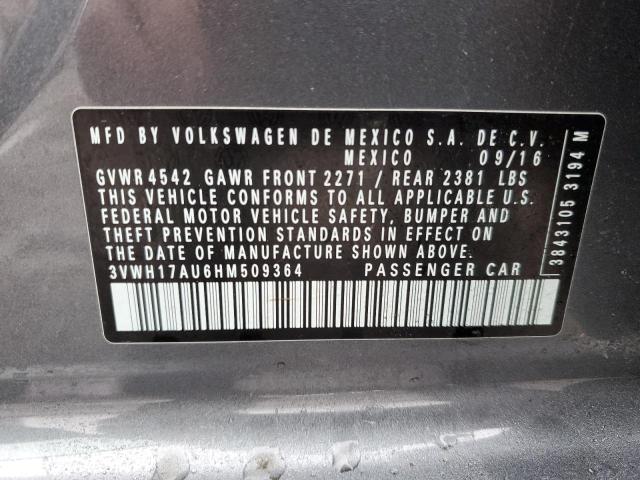 MFD BY VOLKSWAGEN DE MEXICO S.A. DE C.V.
MEXICO 09/16
GVWR 4542 GAWR FRONT 2271 / REAR 2381 LBS
THIS VEHICLE CONFORMS TO ALL APPLICABLE U.S.
FEDERAL MOTOR VEHICLE SAFETY, BUMPER AND
THEFT PREVENTION STANDARDS IN EFFECT ON
THE DATE OF MANUFACTURE SHOWN ABOVE.
3VWH17AU6HM509364 PASSENGER CAR
3843105 3194 M